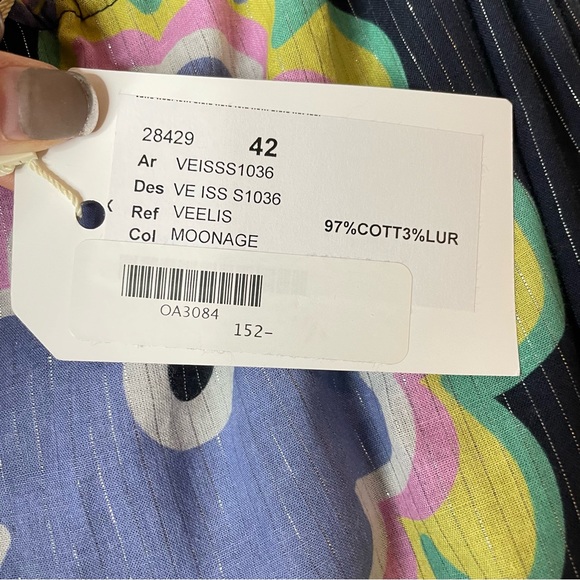 28429 42
Ar VEISSS1036
Des VE ISS S1036
Ref VEELIS
97%COTT3%LUR
Col MOONAGE
OA3084
152-